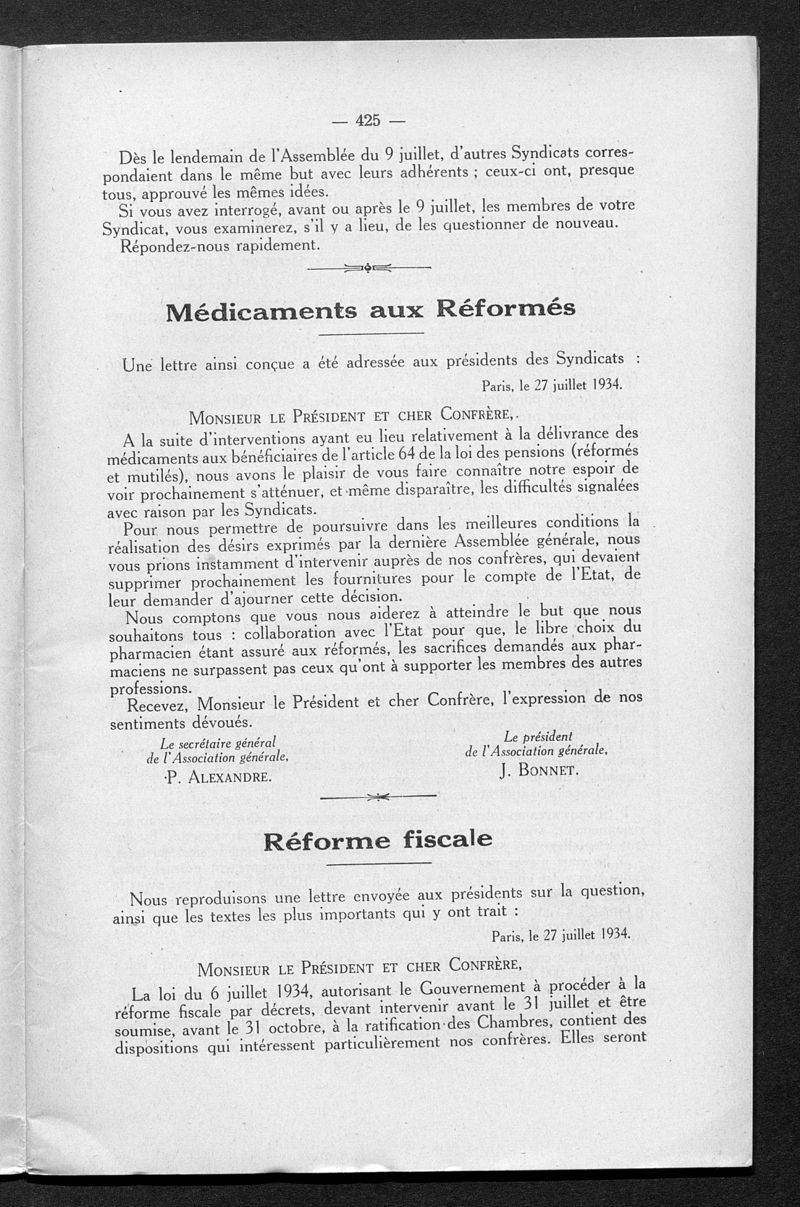 — 425 —
Dès le lendemain de l'Assemblée du 9 juillet, d'autres Syndicats corres-
pondaient dans le même but avec leurs adhérents ; ceux-ci ont, presque
tous, approuvé les mêmes idées.
Si vous avez interrogé, avant ou après le 9 juillet, les membres de votre
Syndicat, vous examinerez, s'il y a lieu, de les questionner de nouveau.
Répondez-nous rapidement.
Médicaments aux Réformés
Une lettre ainsi conçue a été adressée aux présidents des Syndicats :
Paris, le 27 juillet 1934.
Monsieur le Président et cher Confrère,
A la suite d'interventions ayant eu lieu relativement à la délivrance des
médicaments aux bénéficiaires de l'article 64 de la loi des pensions (réformés
et mutilés), nous avons le plaisir de vous faire connaître notre espoir de
voir prochainement s'atténuer, et même disparaître, les difficultés signalées
avec raison par les Syndicats.
Pour nous permettre de poursuivre dans les meilleures conditions la
réalisation des désirs exprimés par la dernière Assemblée générale, nous
vous prions instamment d'intervenir auprès de nos confrères, qui devaient
supprimer prochainement les fournitures pour le compte de l'Etat, de
leur demander d'ajourner cette décision.
Nous comptons que vous nous aiderez à atteindre le but que nous
souhaitons tous : collaboration avec l'Etat pour que, le libre choix du
pharmacien étant assuré aux réformés, les sacrifices demandés aux phar-
maciens ne surpassent pas ceux qu'ont à supporter les membres des autres
professions.
Recevez, Monsieur le Président et cher Confrère, l'expression de nos
sentiments dévoués.
Le secrétaire général
de l'Association générale,
P. Alexandre.
Le président
de l'Association générale,
J. Bonnet.
Réforme fiscale
Nous reproduisons une lettre envoyée aux présidents sur la question,
ainsi que les textes les plus importants qui y ont trait :
Paris, le 27 juillet 1934.
Monsieur le Président et cher Confrère,
La loi du 6 juillet 1934, autorisant le Gouvernement à procéder à la
réforme fiscale par décrets, devant intervenir avant le 31 juillet et être
soumise, avant le 31 octobre, à la ratification des Chambres, contient des
dispositions qui intéressent particulièrement nos confrères. Elles seront